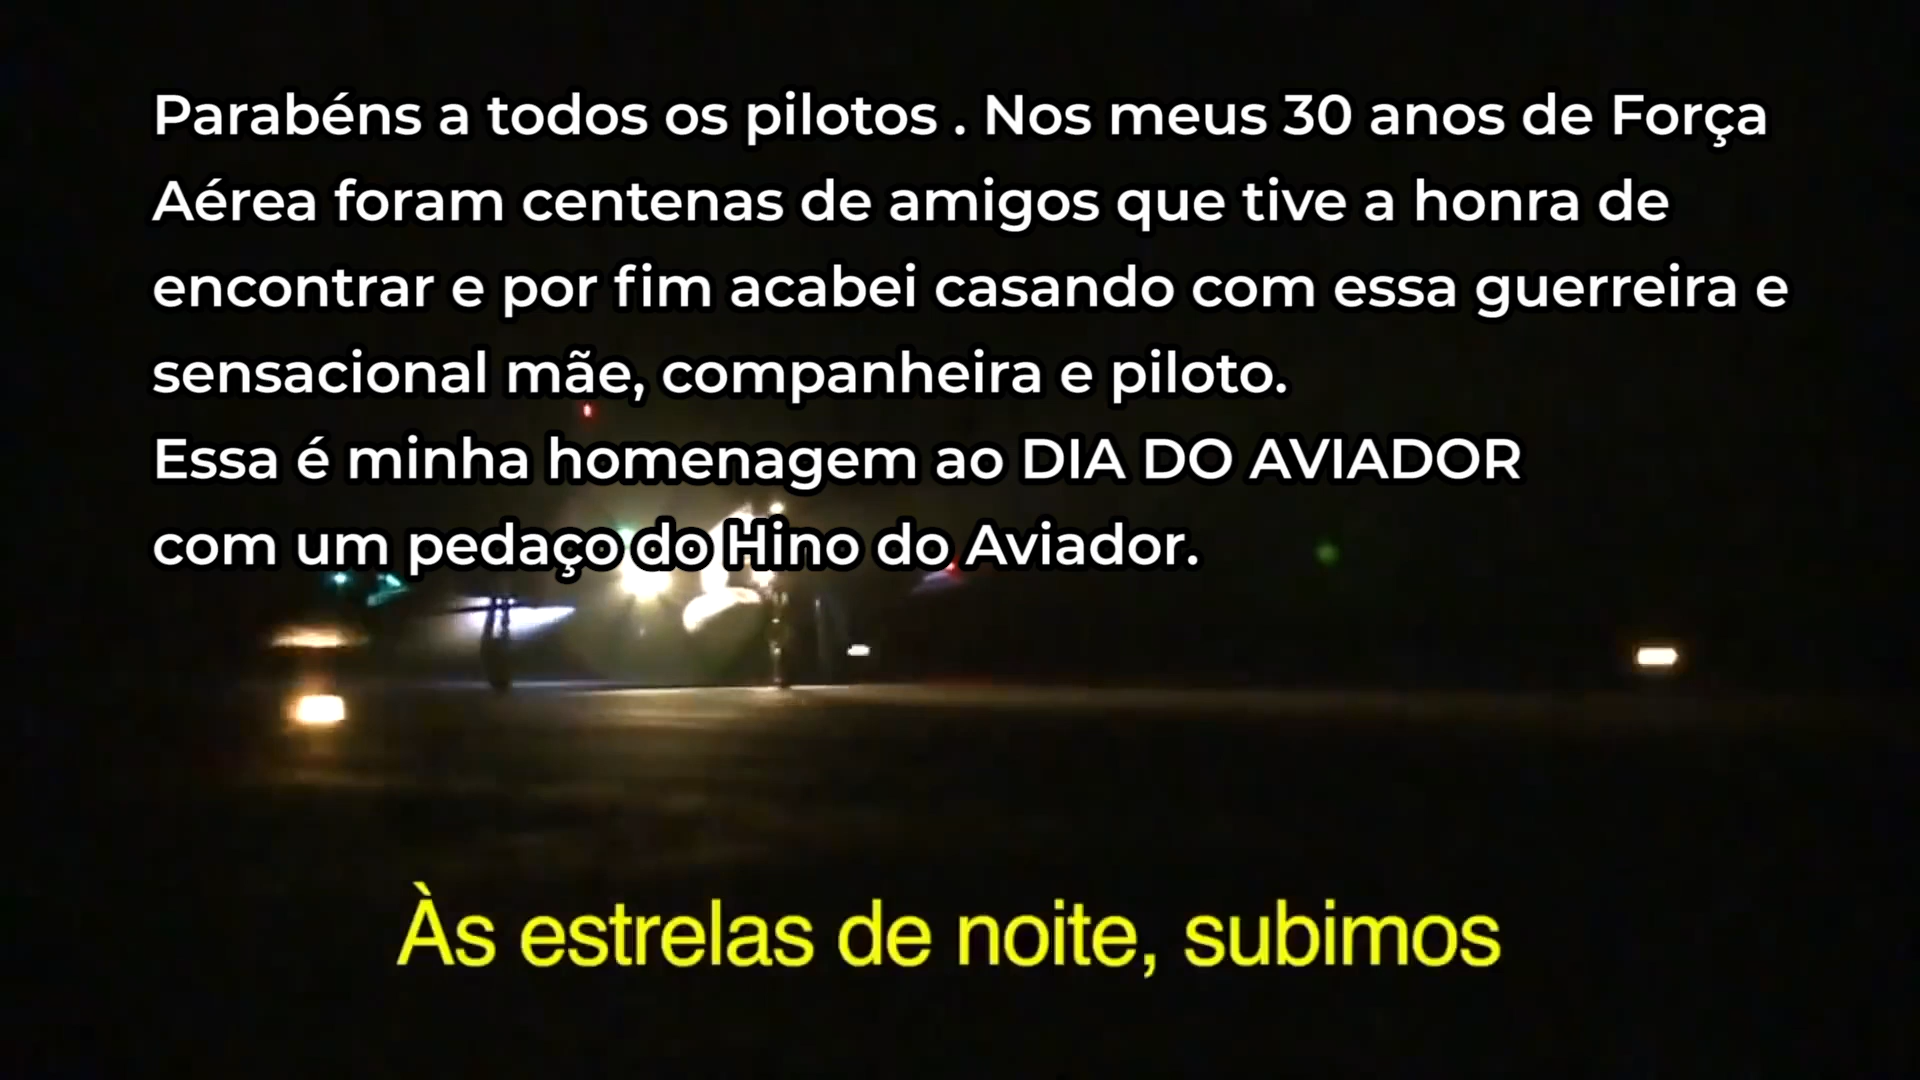 Parabéns a todos os pilotos . Nos meus 30 anos de Força
Aérea foram centenas de amigos que tive a honra de
encontrar e por fim acabei casando com essa guerreira e
sensacional mãe, companheira e piloto.
Essa é minha homenagem ao DIA DO AVIADOR
com um pedaço do Hino do Aviador.
Às estrelas de noite, subimos